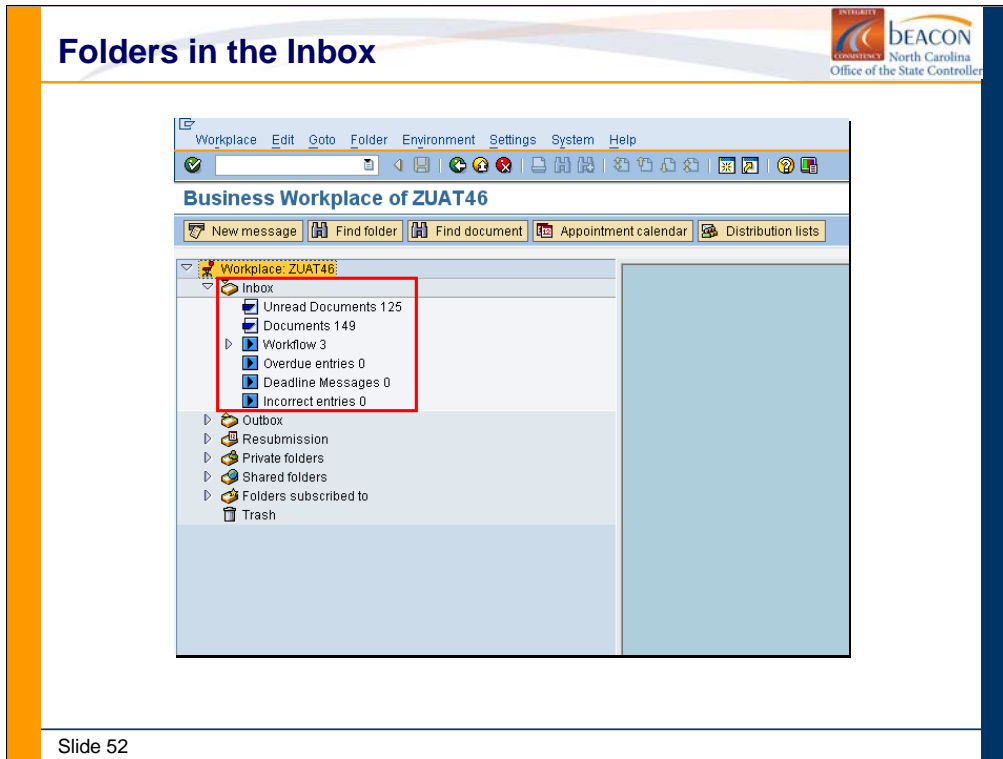 Folders in the Inbox
INTEGRITY
CONSISTENCY
BEACON
North Carolina
Office of the State Controller
Workplace Edit Goto Folder Environment Settings System Help
Business Workplace of ZUAT46
New message Find folder Find document Appointment calendar Distribution lists
Workplace: ZUAT46
Inbox
Unread Documents 125
Documents 149
Workflow 3
Overdue entries 0
Deadline Messages 0
Incorrect entries 0
Outbox
Resubmission
Private folders
Shared folders
Folders subscribed to
Trash
Slide 52